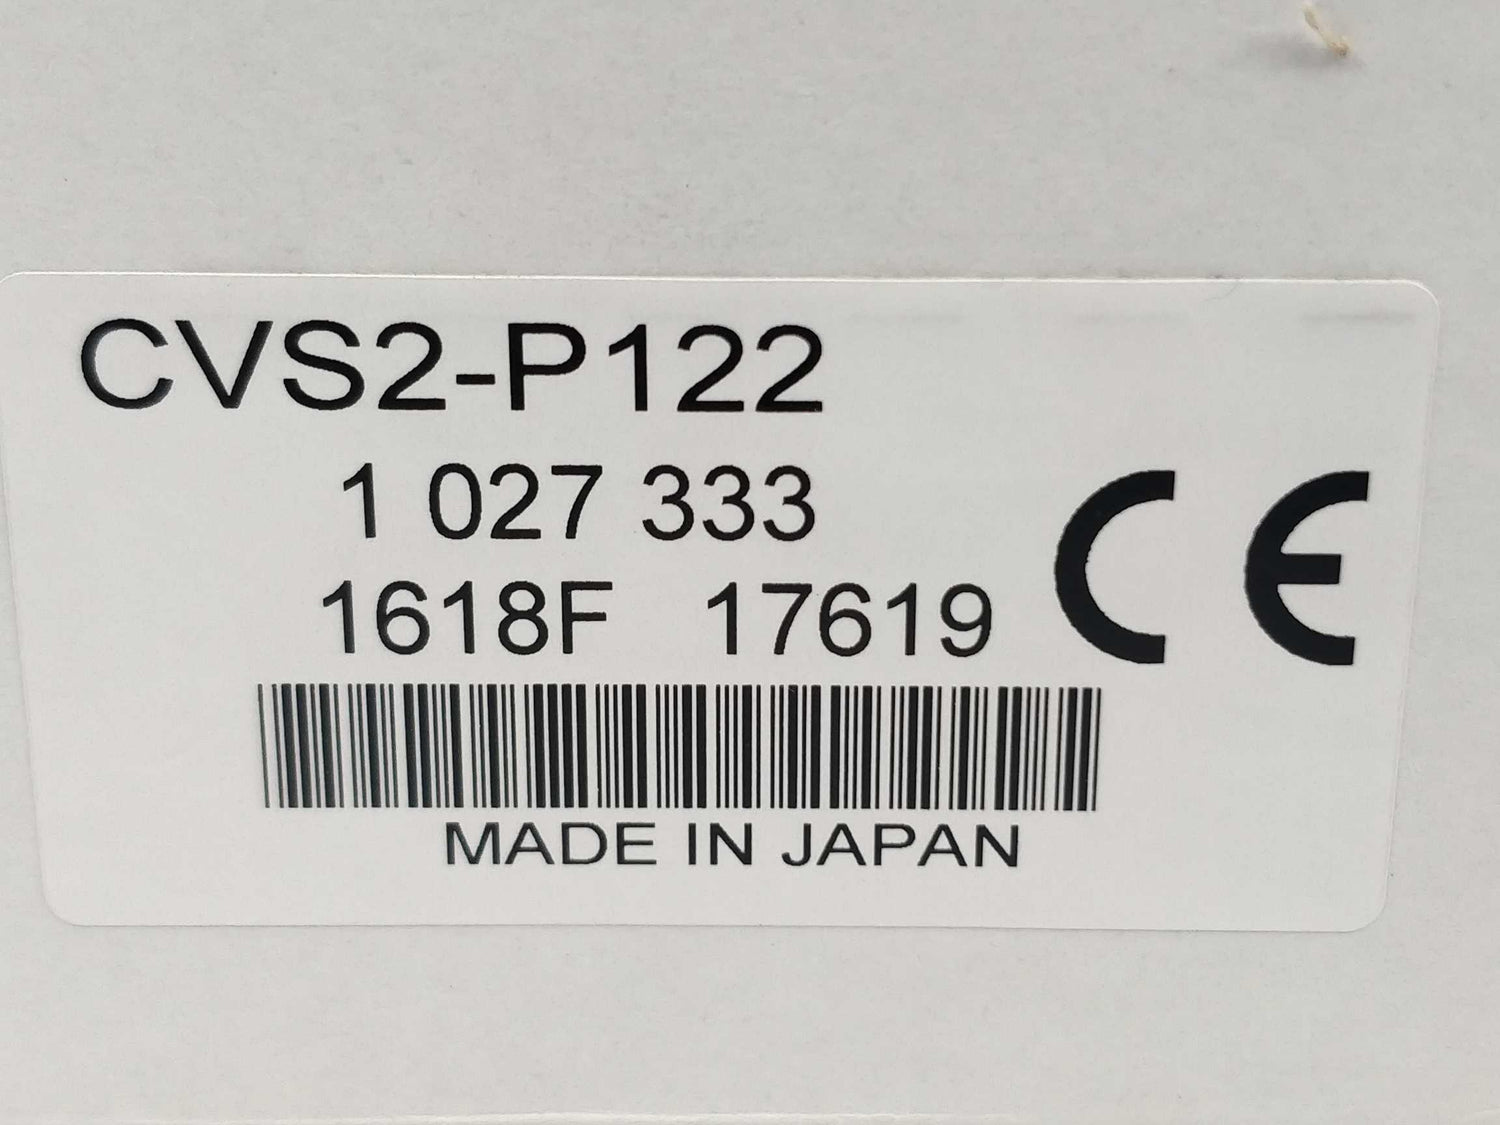 CVS2-P122
1 027 333
1618F 17619
CE
MADE IN JAPAN